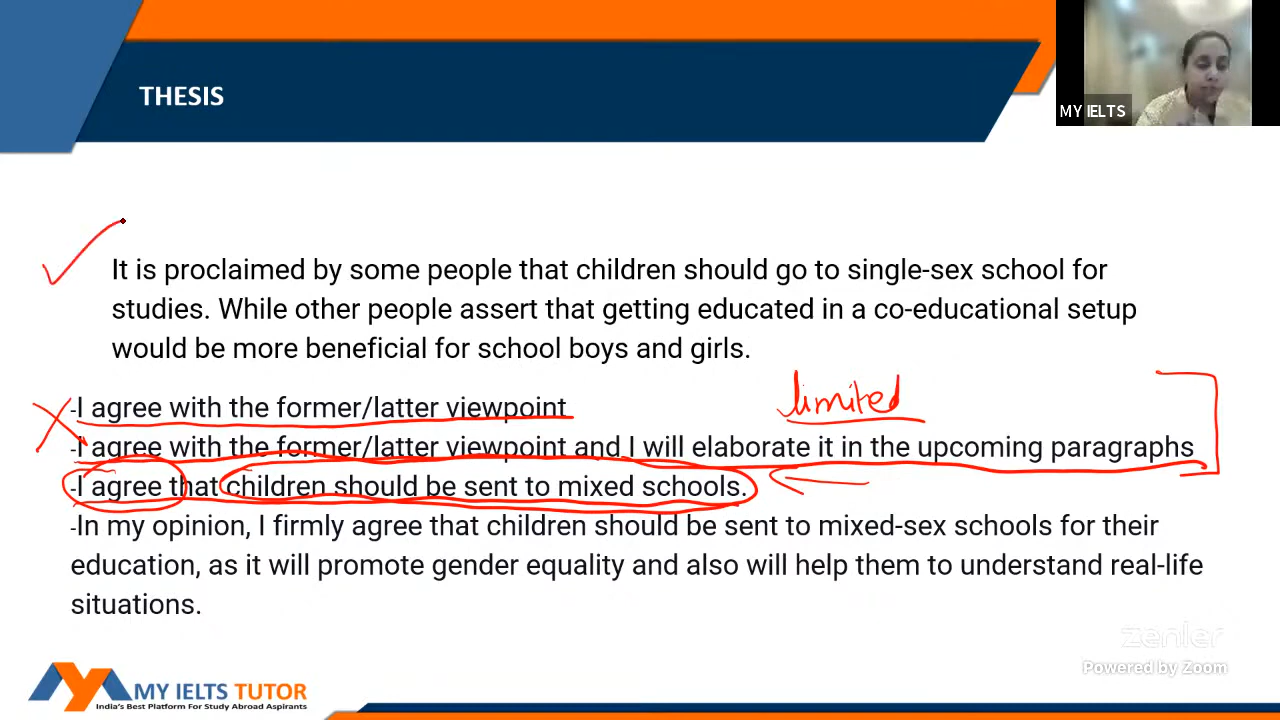 THESIS
MY IELTS
It is proclaimed by some people that children should go to single-sex school for
studies. While other people assert that getting educated in a co-educational setup
would be more beneficial for school boys and girls.
limited
-I agree with the former/latter viewpoint
-I agree with the former/latter viewpoint and I will elaborate it in the upcoming paragraphs
-I agree that children should be sent to mixed schools.
-In my opinion, I firmly agree that children should be sent to mixed-sex schools for their
education, as it will promote gender equality and also will help them to understand real-life
situations.
zenler
Powered by Zoom
MY IELTS TUTOR
India's Best Platform For Study Abroad Aspirants